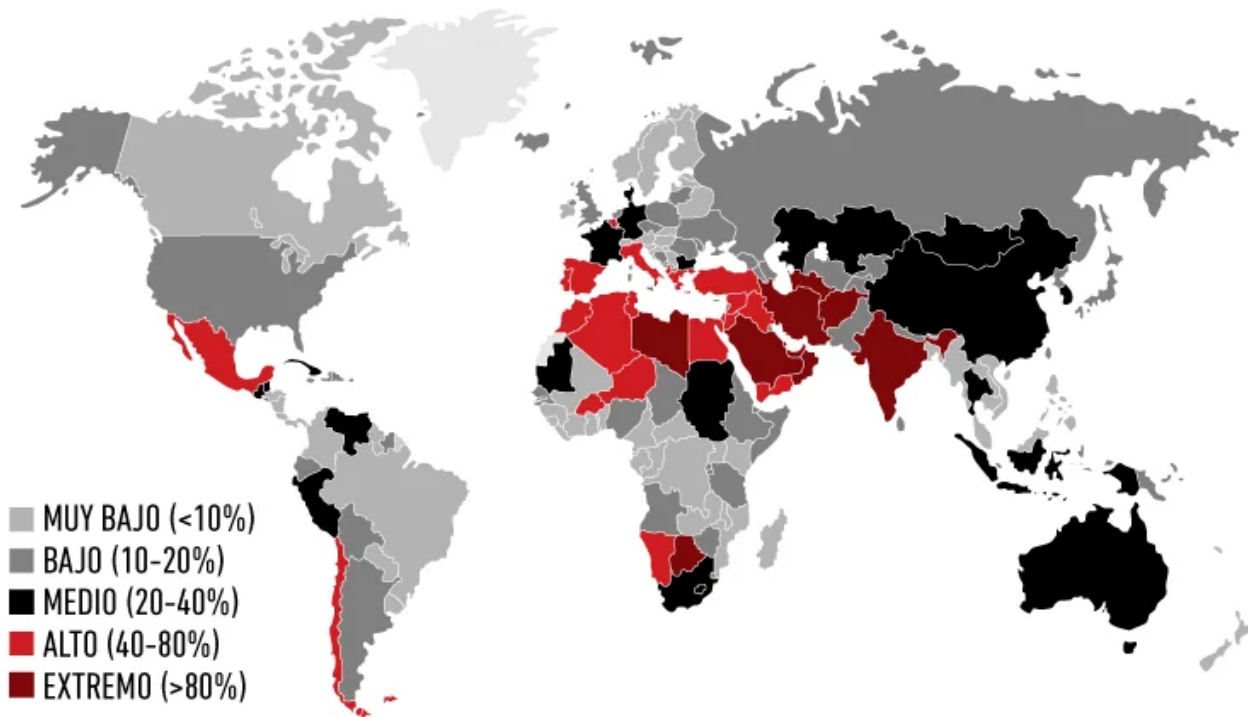 MUY BAJO (<10%)
BAJO (10-20%)
MEDIO (20-40%)
ALTO (40-80%)
EXTREMO (>80%)